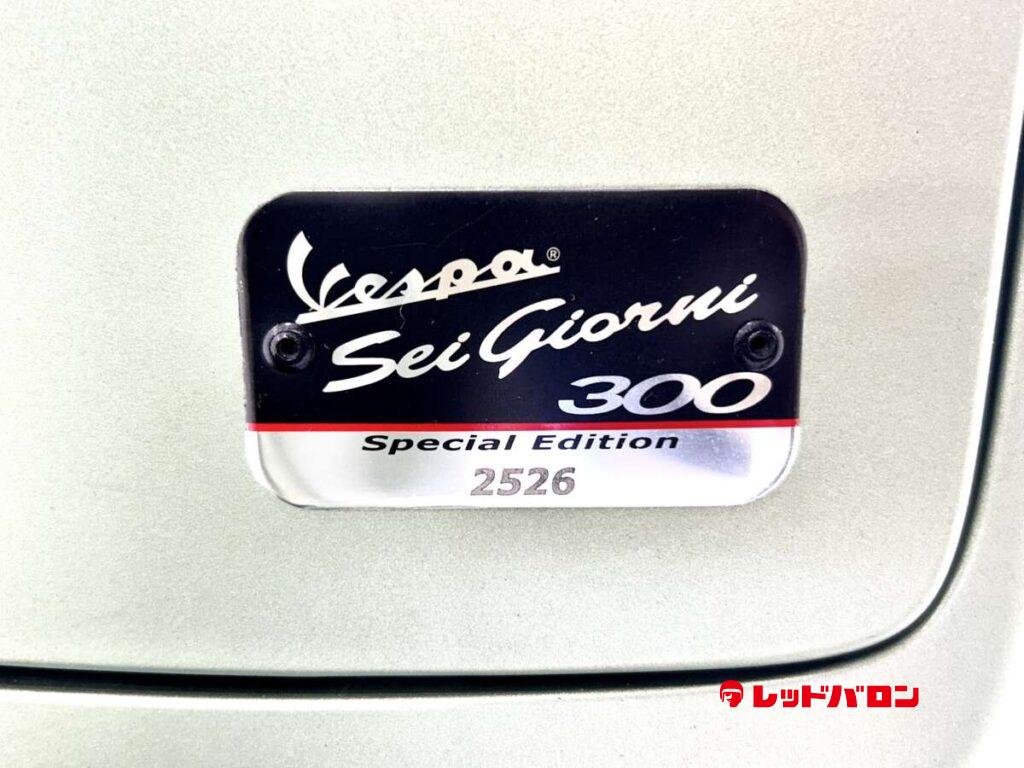 Vespa®
Sei Giorni
300
Special Edition
2526
レッドバロン